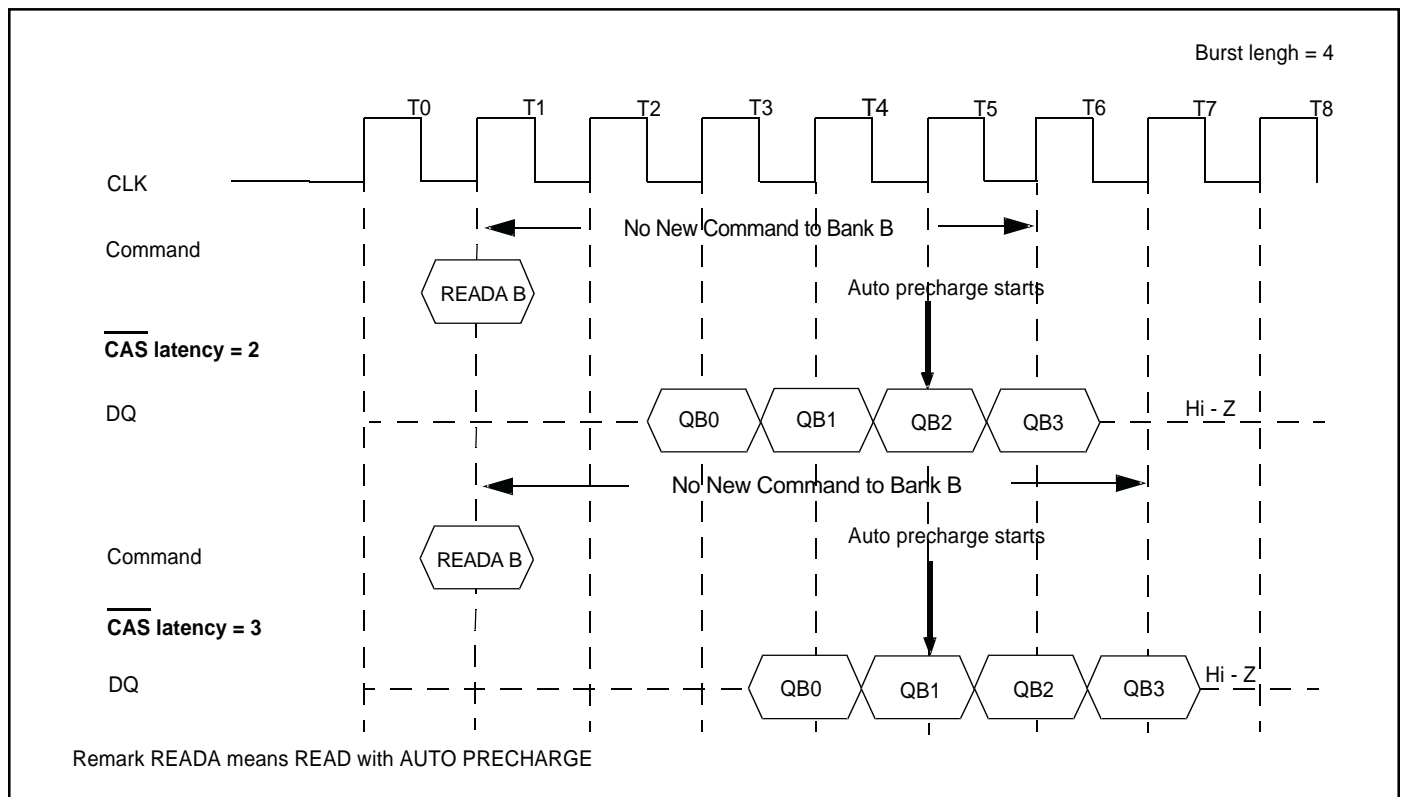 Burst lengh = 4
T0 T1 T2 T3 T4 T5 T6 T7 T8
CLK
No New Command to Bank B
Command
READA B
Auto precharge starts
CAS latency = 2
DQ
QB0 QB1 QB2 QB3
Hi - Z
No New Command to Bank B
Command
READA B
Auto precharge starts
CAS latency = 3
DQ
QB0 QB1 QB2 QB3
Hi - Z
Remark READA means READ with AUTO PRECHARGE